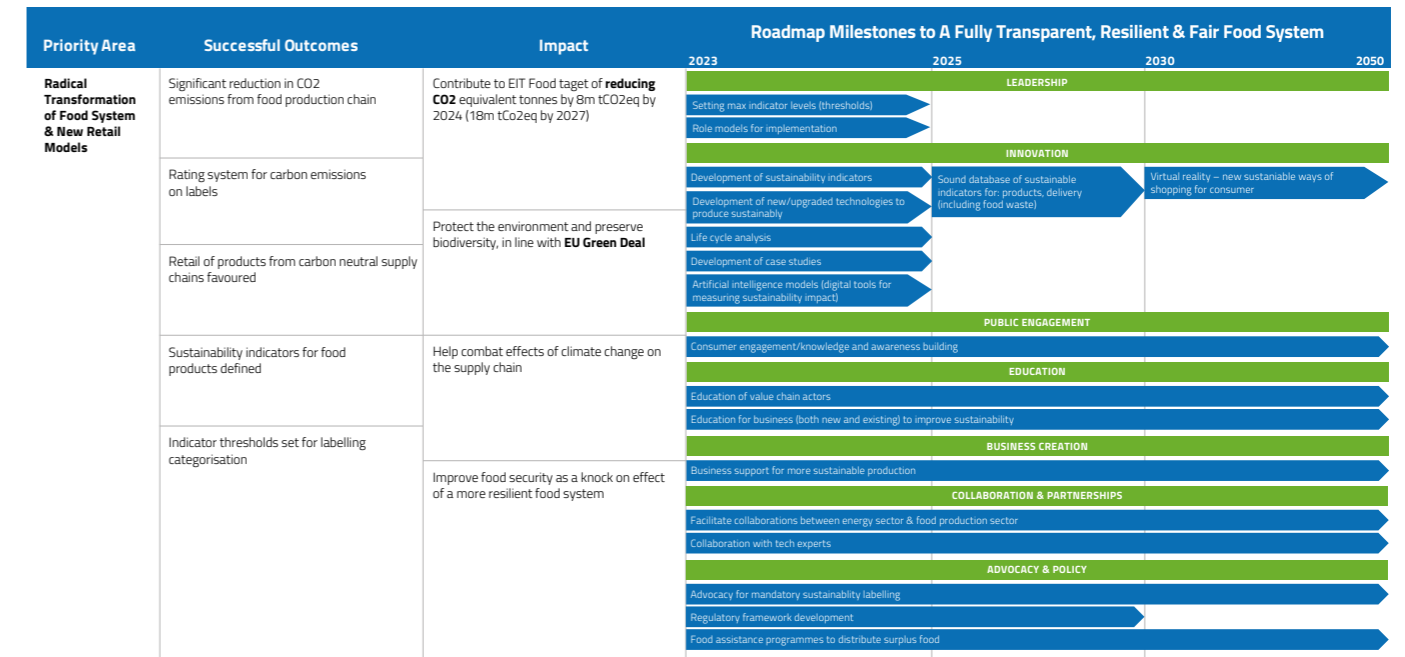 Priority Area
Successful Outcomes
Impact
Roadmap Milestones to A Fully Transparent, Resilient & Fair Food System
2023
2025
2030
2050
Radical
Transformation
of Food System
& New Retail
Models
Significant reduction in CO2
emissions from food production chain
Rating system for carbon emissions
on labels
Retail of products from carbon neutral supply
chains favoured
Sustainability indicators for food
products defined
Indicator thresholds set for labelling
categorisation
Contribute to EIT Food taget of reducing
CO2 equivalent tonnes by 8m tCO2eq by
2024 (18m tCo2eq by 2027)
Protect the environment and preserve
biodiversity, in line with EU Green Deal
Help combat effects of climate change on
the supply chain
Improve food security as a knock on effect
of a more resilient food system
LEADERSHIP
Setting max indicator levels (thresholds)
Role models for implementation
INNOVATION
Development of sustainability indicators
Development of new/upgraded technologies to
produce sustainably
Life cycle analysis
Development of case studies
Artificial intelligence models (digital tools for
measuring sustainability impact)
Sound database of sustainable
indicators for: products, delivery
(including food waste)
Virtual reality – new sustaniable ways of
shopping for consumer
PUBLIC ENGAGEMENT
Consumer engagement/knowledge and awareness building
EDUCATION
Education of value chain actors
Education for business (both new and existing) to improve sustainability
BUSINESS CREATION
Business support for more sustainable production
COLLABORATION & PARTNERSHIPS
Facilitate collaborations between energy sector & food production sector
Collaboration with tech experts
ADVOCACY & POLICY
Advocacy for mandatory sustainablity labelling
Regulatory framework development
Food assistance programmes to distribute surplus food